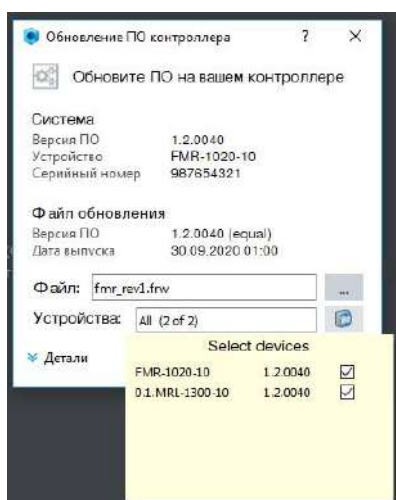 Обновление ПО контроллера ? ×
Обновите ПО на вашем контроллере
Система
Версия ПО 1.2.0040
Устройство FMR-1020-10
Серийный номер 987654321
Файл обновления
Версия ПО 1.2.0040 (equal)
Дата выпуска 30.09.2020 01:00
Файл: fmr_rev1.frw ...
Устройства: All (2 of 2)
Детали
Select devices
FMR-1020-10 1.2.0040
0.1.MRL-1300-10 1.2.0040